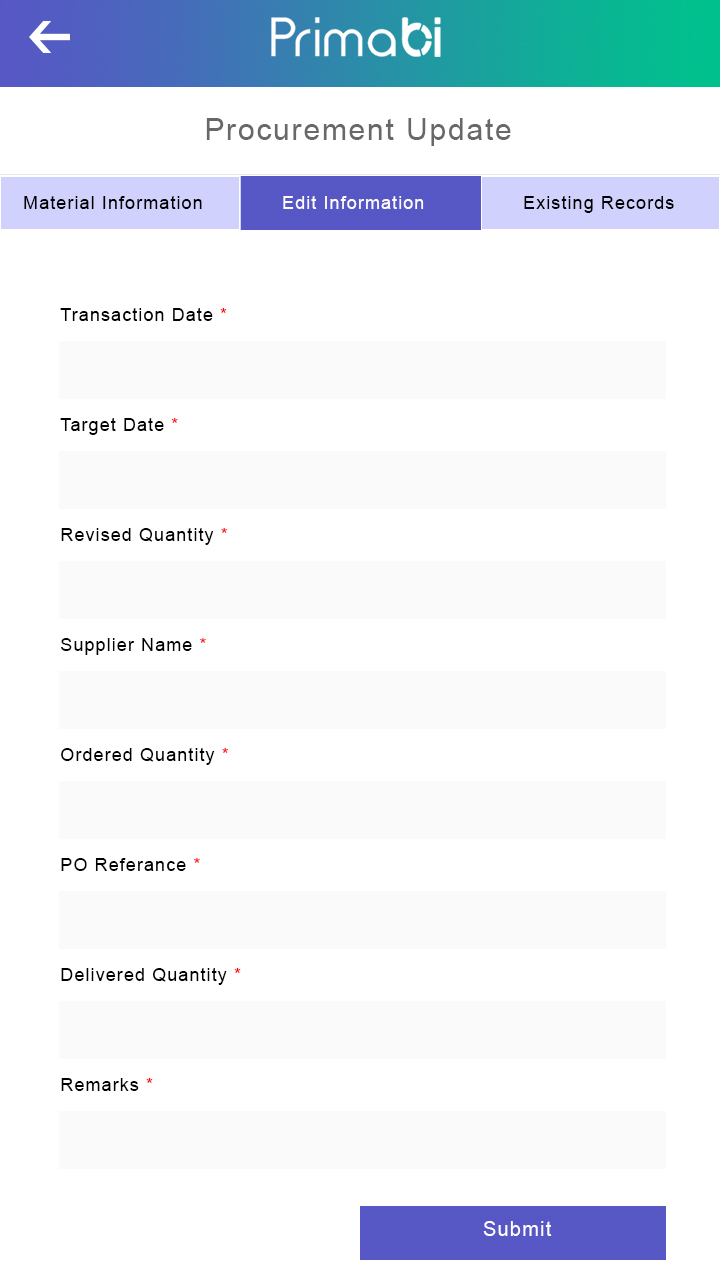 Primabi
Procurement Update
Material Information
Edit Information
Existing Records
Transaction Date *
Target Date *
Revised Quantity *
Supplier Name *
Ordered Quantity *
PO Referance *
Delivered Quantity *
Remarks *
Submit